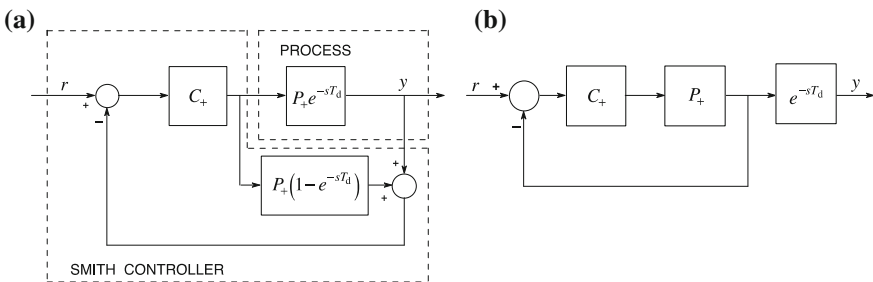 (a)
PROCESS
r
+
−
C₊
P₊e^{−sT_d}
y
P₊(1−e^{−sT_d})
+
+
SMITH CONTROLLER
(b)
r
+
−
C₊
P₊
e^{−sT_d}
y